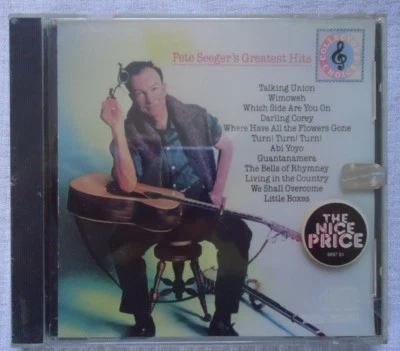 Pete Seeger's Greatest Hits
COLLECTOR'S CHOICE
Talking Union
Wimoweh
Which Side Are You On
Darling Corey
Where Have All the Flowers Gone
Turn! Turn! Turn!
Abi Yoyo
Guantanamera
The Bells of Rhymney
Living in the Country
We Shall Overcome
Little Boxes
THE
NICE
PRICE